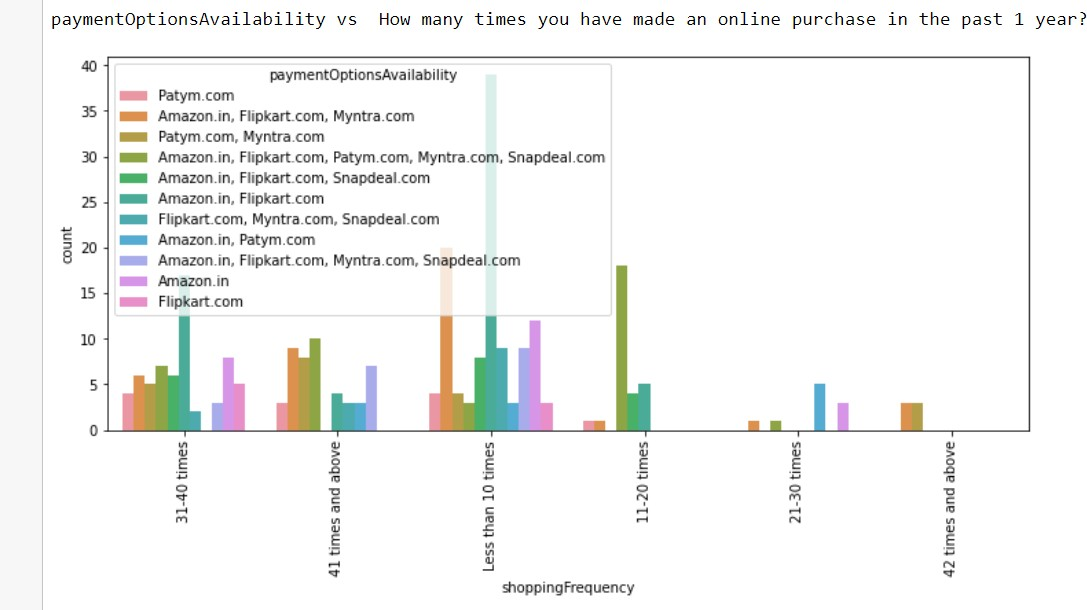 paymentOptionsAvailability vs  How many times you have made an online purchase in the past 1 year?
40
35
30
25
20
15
10
5
0
count
paymentOptionsAvailability
Patym.com
Amazon.in, Flipkart.com, Myntra.com
Patym.com, Myntra.com
Amazon.in, Flipkart.com, Patym.com, Myntra.com, Snapdeal.com
Amazon.in, Flipkart.com, Snapdeal.com
Amazon.in, Flipkart.com
Flipkart.com, Myntra.com, Snapdeal.com
Amazon.in, Patym.com
Amazon.in, Flipkart.com, Myntra.com, Snapdeal.com
Amazon.in
Flipkart.com
31-40 times
41 times and above
Less than 10 times
11-20 times
21-30 times
42 times and above
shoppingFrequency